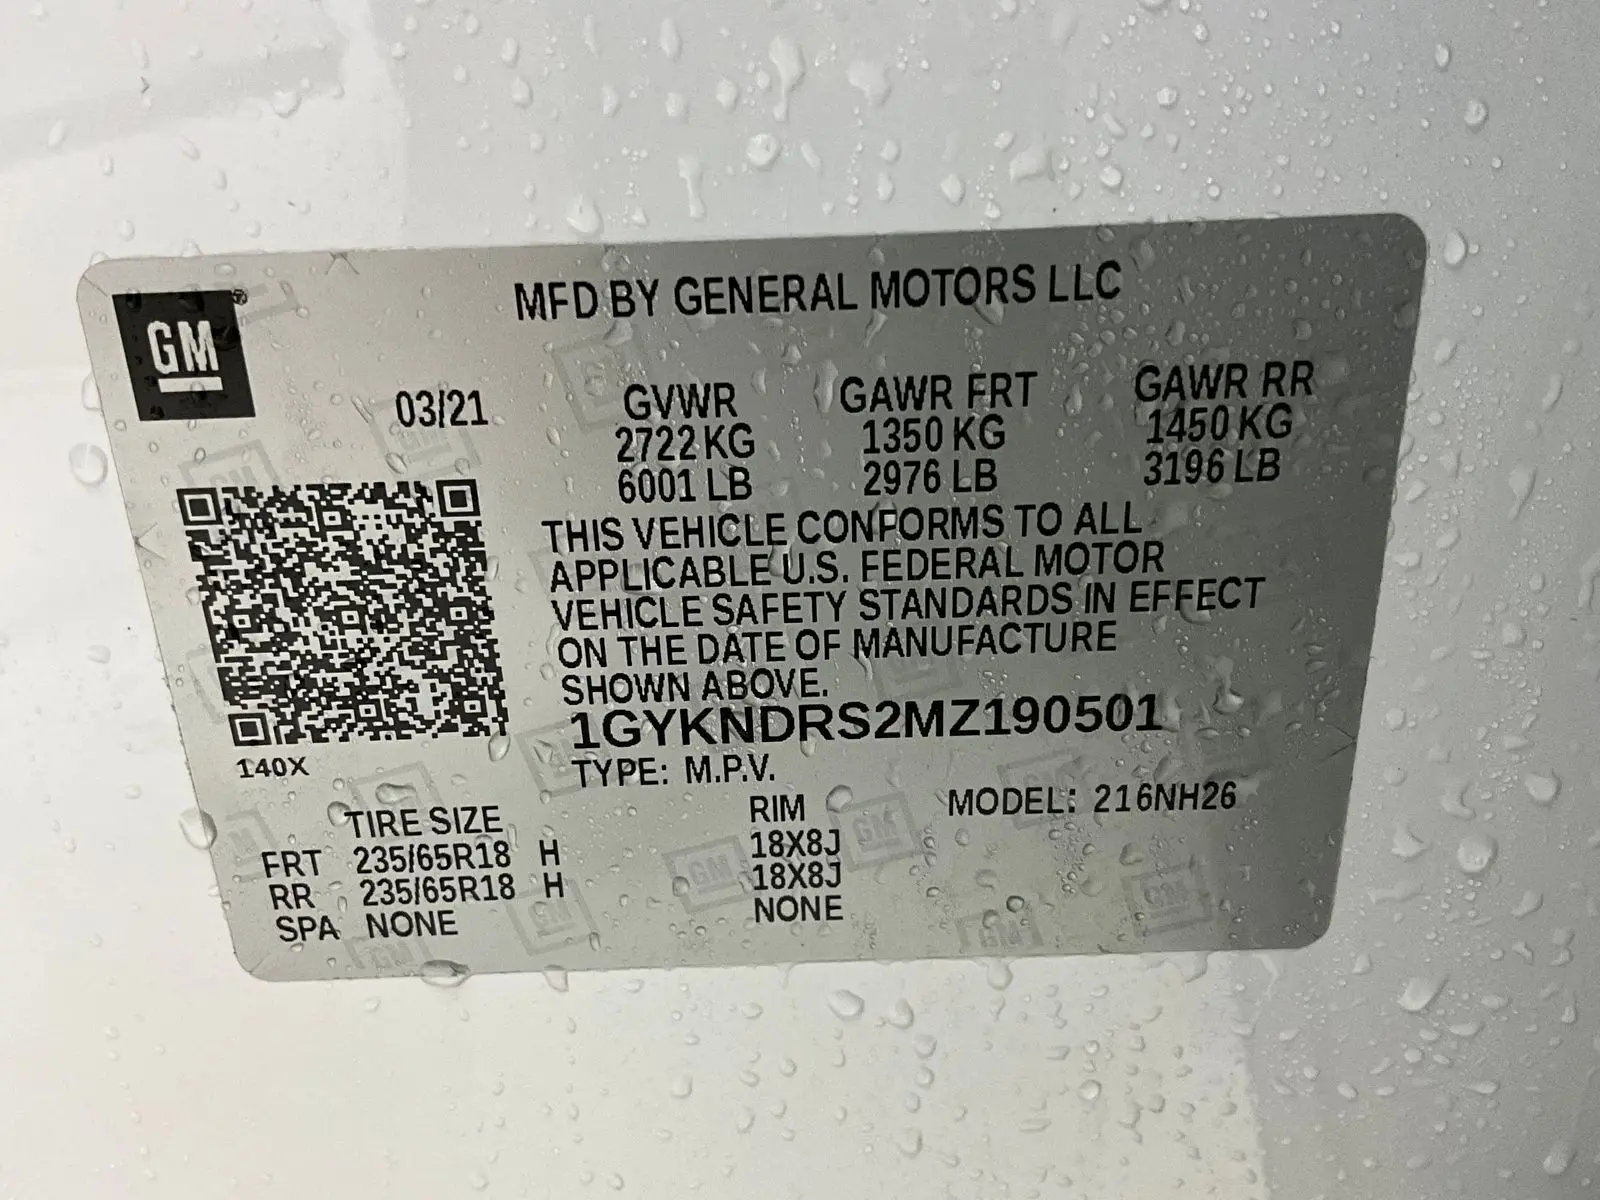 GM
MFD BY GENERAL MOTORS LLC
03/21
GVWR GAWR FRT GAWR RR
2722 KG 1350 KG 1450 KG
6001 LB 2976 LB 3196 LB
THIS VEHICLE CONFORMS TO ALL
APPLICABLE U.S. FEDERAL MOTOR
VEHICLE SAFETY STANDARDS IN EFFECT
ON THE DATE OF MANUFACTURE
SHOWN ABOVE.
1GYKNDRS2MZ190501
140X
TYPE: M.P.V.
MODEL: 216NH26
TIRE SIZE RIM
FRT 235/65R18 H 18X8J
RR 235/65R18 H 18X8J
SPA NONE NONE